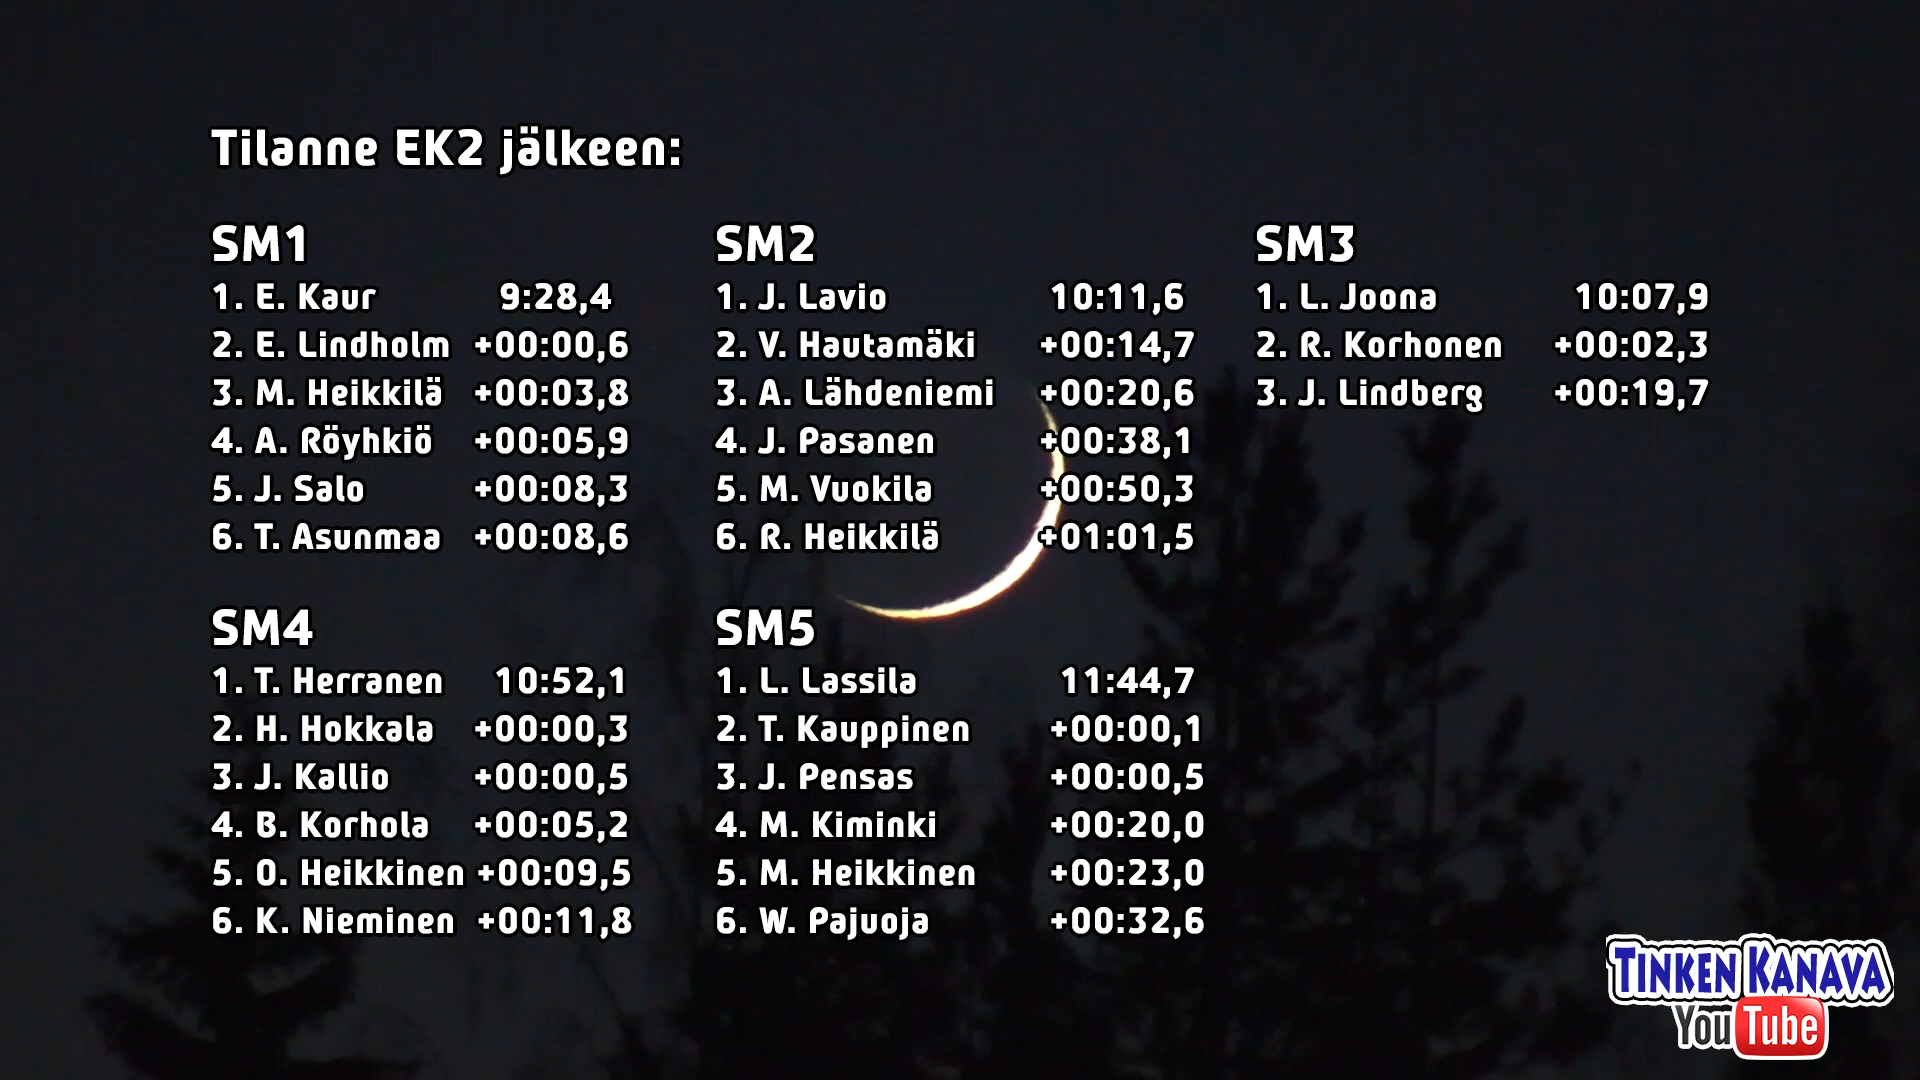 Tilanne EK2 jälkeen:
SM1
1. E. Kaur 9:28,4
2. E. Lindholm +00:00,6
3. M. Heikkilä +00:03,8
4. A. Röyhkiö +00:05,9
5. J. Salo +00:08,3
6. T. Asunmaa +00:08,6
SM2
1. J. Lavio 10:11,6
2. V. Hautamäki +00:14,7
3. A. Lähdeniemi +00:20,6
4. J. Pasanen +00:38,1
5. M. Vuokila +00:50,3
6. R. Heikkilä +01:01,5
SM3
1. L. Joona 10:07,9
2. R. Korhonen +00:02,3
3. J. Lindberg +00:19,7
SM4
1. T. Herranen 10:52,1
2. H. Hokkala +00:00,3
3. J. Kallio +00:00,5
4. B. Korhola +00:05,2
5. O. Heikkinen +00:09,5
6. K. Nieminen +00:11,8
SM5
1. L. Lassila 11:44,7
2. T. Kauppinen +00:00,1
3. J. Pensas +00:00,5
4. M. Kiminki +00:20,0
5. M. Heikkinen +00:23,0
6. W. Pajuoja +00:32,6
TINKEN KANAVA
YouTube